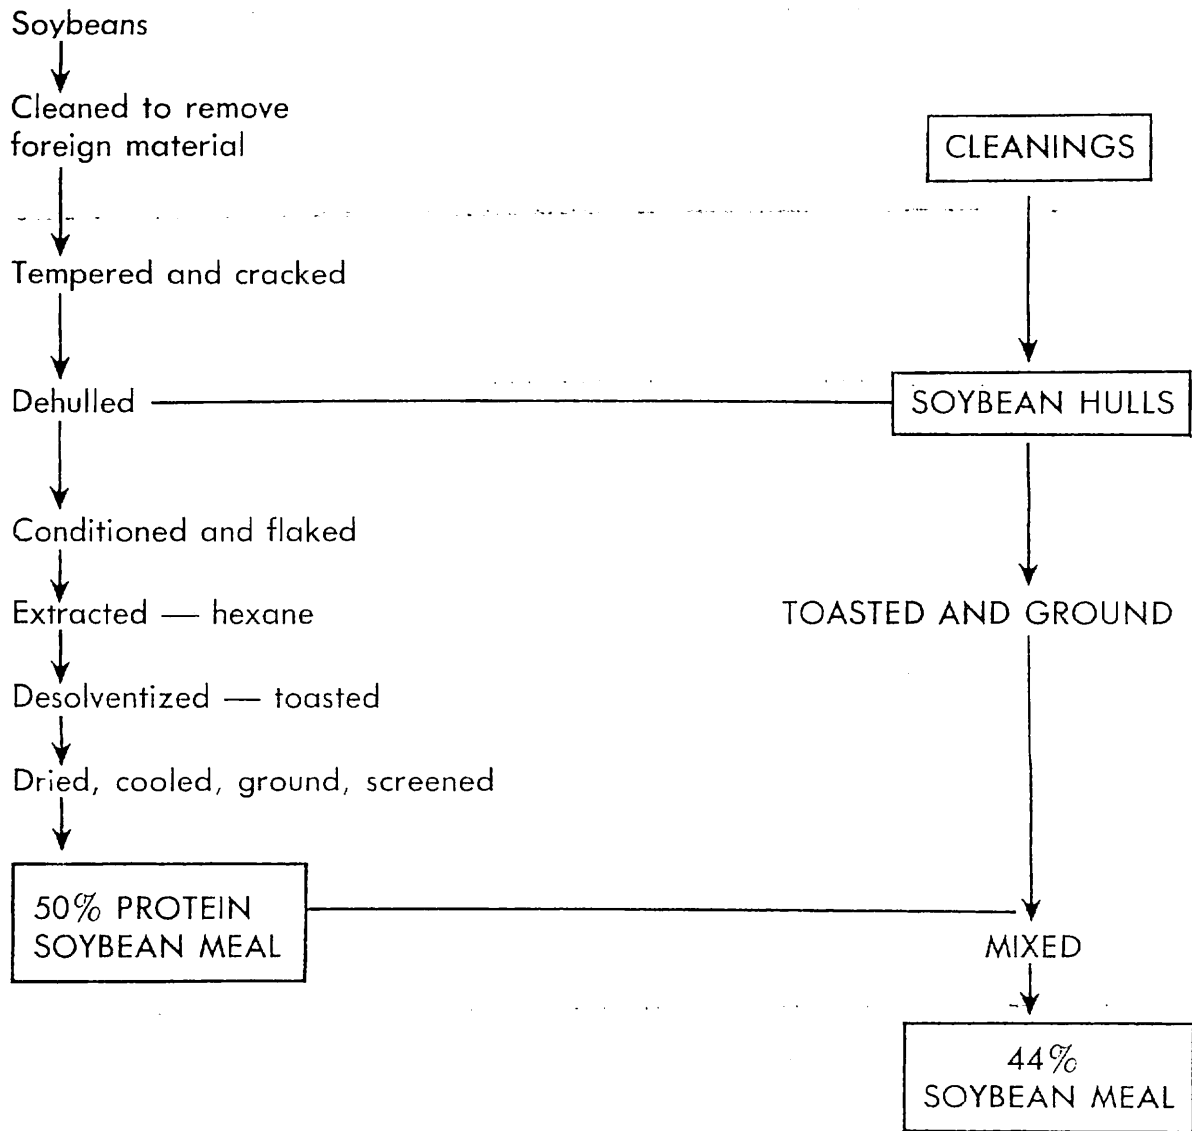 Soybeans
Cleaned to remove
foreign material
CLEANINGS
Tempered and cracked
Dehulled
SOYBEAN HULLS
Conditioned and flaked
Extracted — hexane
TOASTED AND GROUND
Desolventized — toasted
Dried, cooled, ground, screened
50% PROTEIN
SOYBEAN MEAL
MIXED
44%
SOYBEAN MEAL